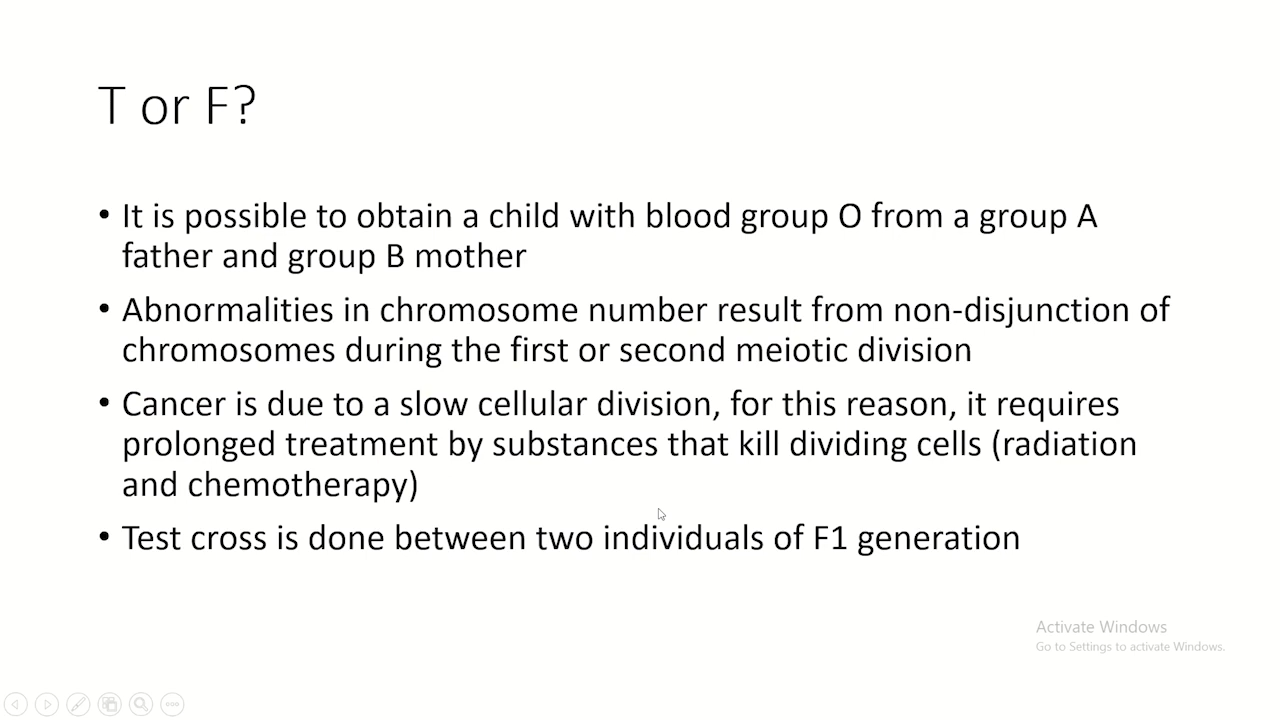 T or F?
• It is possible to obtain a child with blood group O from a group A
father and group B mother
• Abnormalities in chromosome number result from non-disjunction of
chromosomes during the first or second meiotic division
• Cancer is due to a slow cellular division, for this reason, it requires
prolonged treatment by substances that kill dividing cells (radiation
and chemotherapy)
• Test cross is done between two individuals of F1 generation
Activate Windows
Go to Settings to activate Windows.